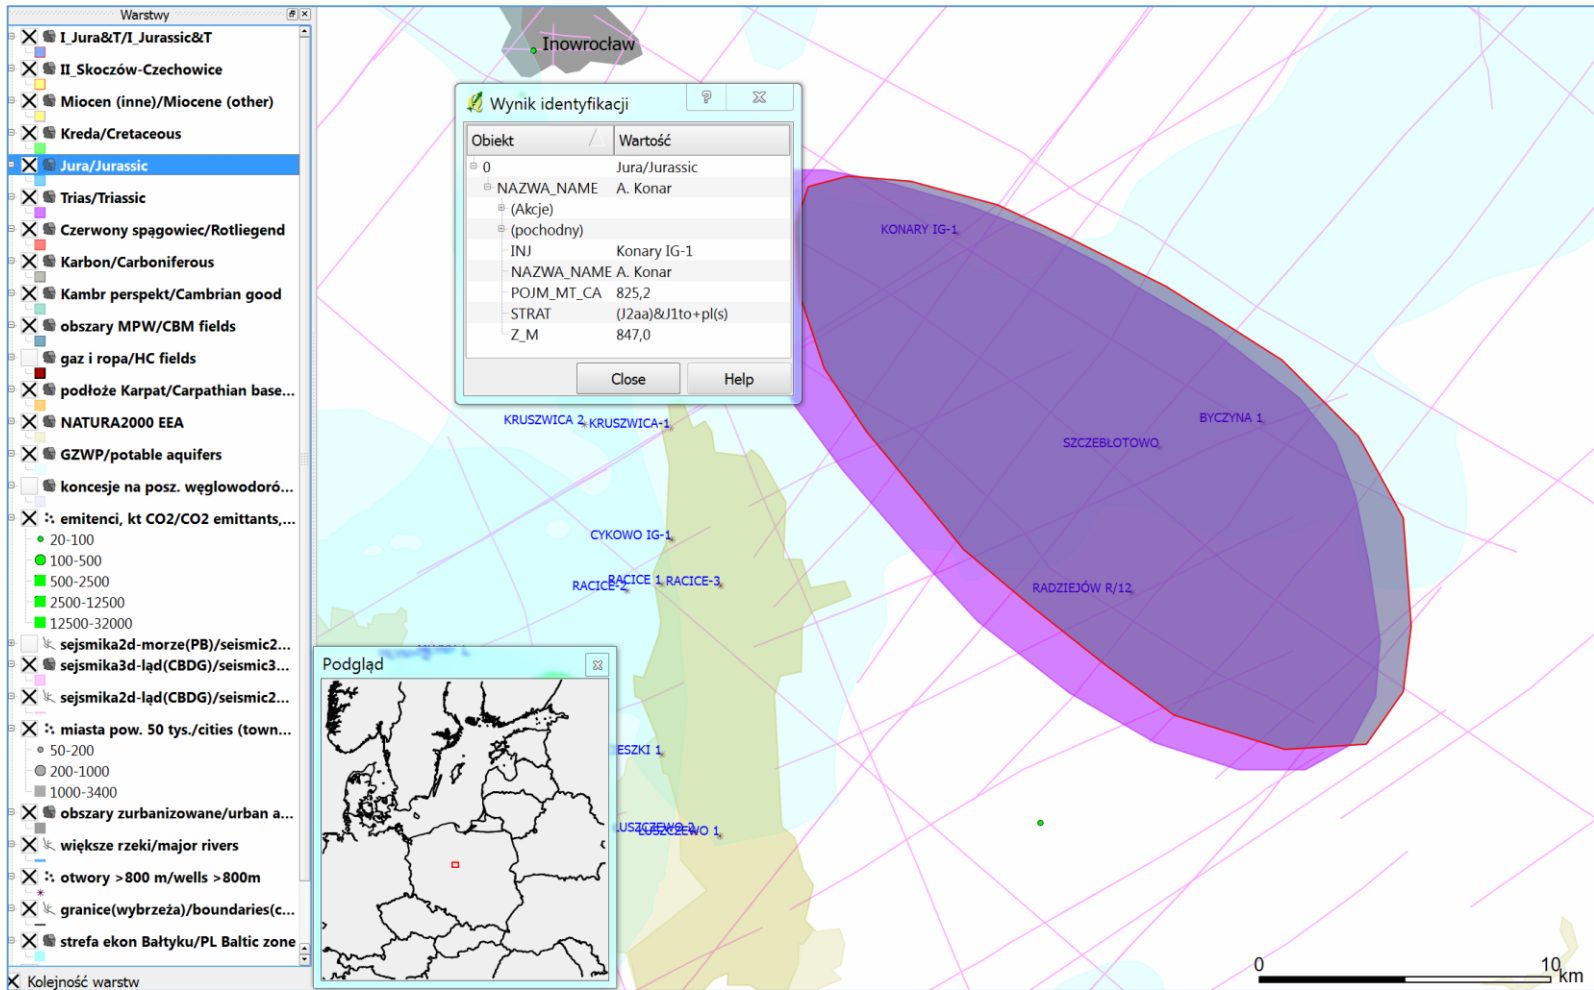 Warstwy
I_Jura&T/I_Jurassic&T
II_Skoczów-Czechowice
Miocen (inne)/Miocene (other)
Kreda/Cretaceous
Jura/Jurassic
Trias/Triassic
Czerwony spągowiec/Rotliegend
Karbon/Carboniferous
Kambr perspekt/Cambrian good
obszary MPW/CBM fields
gaz i ropa/HC fields
podłoże Karpat/Carpathian base...
NATURA2000 EEA
GZWP/potable aquifers
koncesje na posz. węglowodoró...
emitenci, kt CO2/CO2 emittants,...
20-100
100-500
500-2500
2500-12500
12500-32000
sejsmika2d-morze(PB)/seismic2...
sejsmika3d-ląd(CBDG)/seismic3...
sejsmika2d-ląd(CBDG)/seismic2...
miasta pow. 50 tys./cities (town...
50-200
200-1000
1000-3400
obszary zurbanizowane/urban a...
większe rzeki/major rivers
otwory >800 m/wells >800m
granice(wybrzeża)/boundaries(c...
strefa ekon Bałtyku/PL Baltic zone
Kolejność warstw
Inowrocław
Wynik identyfikacji
Obiekt Wartość
0 Jura/Jurassic
NAZWA_NAME A. Konar
(Akcje)
(pochodny)
INJ Konary IG-1
NAZWA_NAME A. Konar
POJM_MT_CA 825,2
STRAT (J2aa)&J1to+pl(s)
Z_M 847,0
Close Help
KONARY IG-1
BYCZYNA 1
SZCZEBŁOTOWO
RADZIEJÓW R/12
KRUSZWICA 2 KRUSZWICA-1
CYKOWO IG-1
RACICE-2 RACICE 1 RACICE-3
ESZKI 1
LUSZCZEWO 2 LUSZCZEWO 1
Podgląd
0 10 km